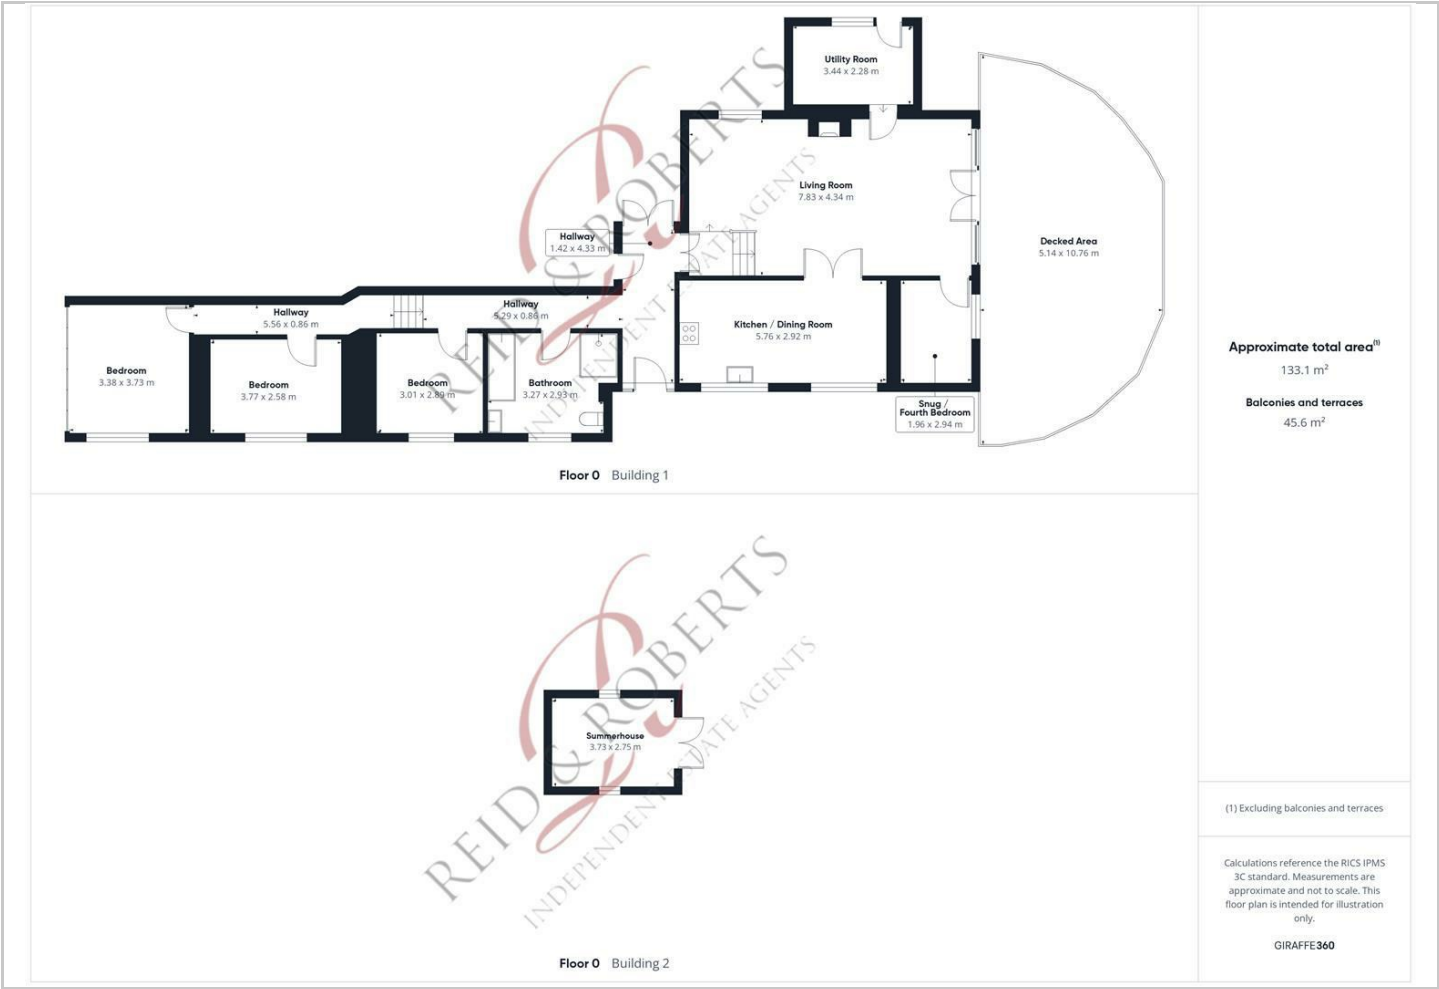 Utility Room
3.44 x 2.28 m
Living Room
7.83 x 4.34 m
Hallway
1.42 x 4.33 m
Decked Area
5.14 x 10.76 m
Hallway
5.56 x 0.86 m
Hallway
5.29 x 0.86 m
Kitchen / Dining Room
5.76 x 2.92 m
Bedroom
3.38 x 3.73 m
Bedroom
3.77 x 2.58 m
Bedroom
3.01 x 2.89 m
Bathroom
3.27 x 2.93 m
Snug /
Fourth Bedroom
1.96 x 2.94 m
REID & ROBERTS
INDEPENDENT ESTATE AGENTS
Floor 0 Building 1
Summerhouse
3.73 x 2.75 m
REID & ROBERTS
INDEPENDENT ESTATE AGENTS
Floor 0 Building 2
Approximate total area(1)
133.1 m²
Balconies and terraces
45.6 m²
(1) Excluding balconies and terraces
Calculations reference the RICS IPMS
3C standard. Measurements are
approximate and not to scale. This
floor plan is intended for illustration
only.
GIRAFFE360